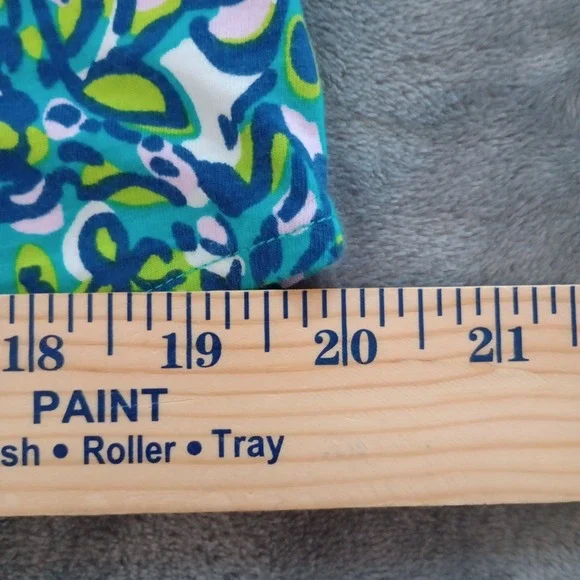 18 19 20 21
PAINT
sh • Roller • Tray